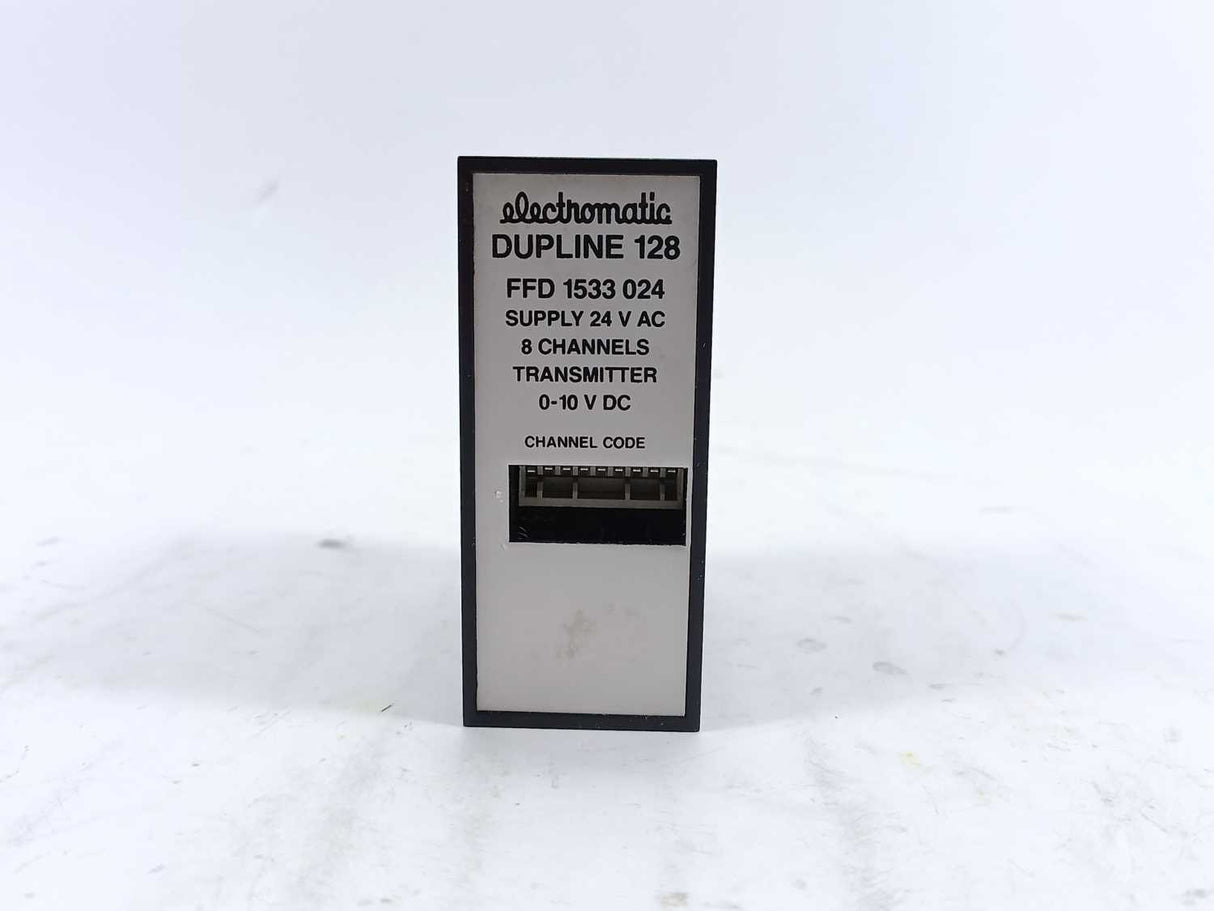 electromatic
DUPLINE 128
FFD 1533 024
SUPPLY 24 V AC
8 CHANNELS
TRANSMITTER
0-10 V DC
CHANNEL CODE